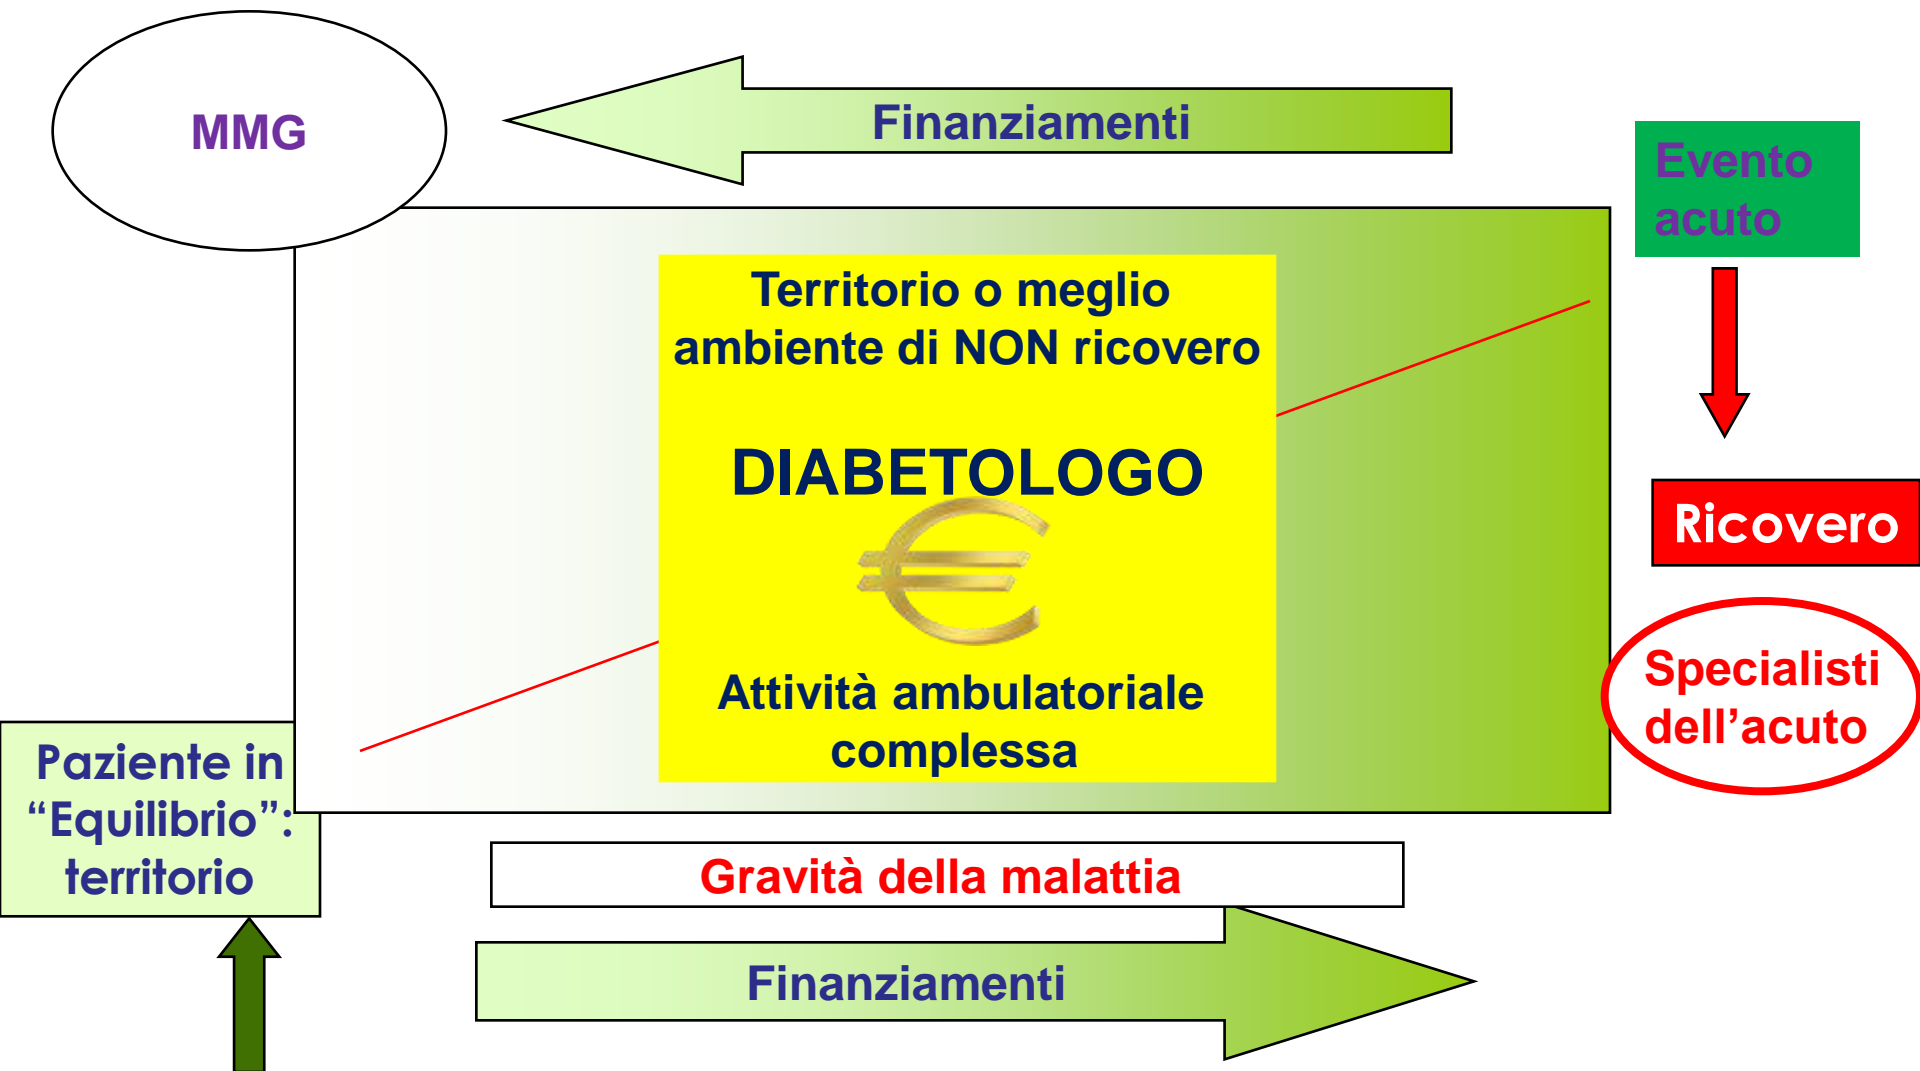 MMG
Finanziamenti
Evento
acuto
Territorio o meglio
ambiente di NON ricovero
DIABETOLOGO
€
Attività ambulatoriale
complessa
Ricovero
Specialisti
dell’acuto
Paziente in
“Equilibrio”:
territorio
Gravità della malattia
Finanziamenti